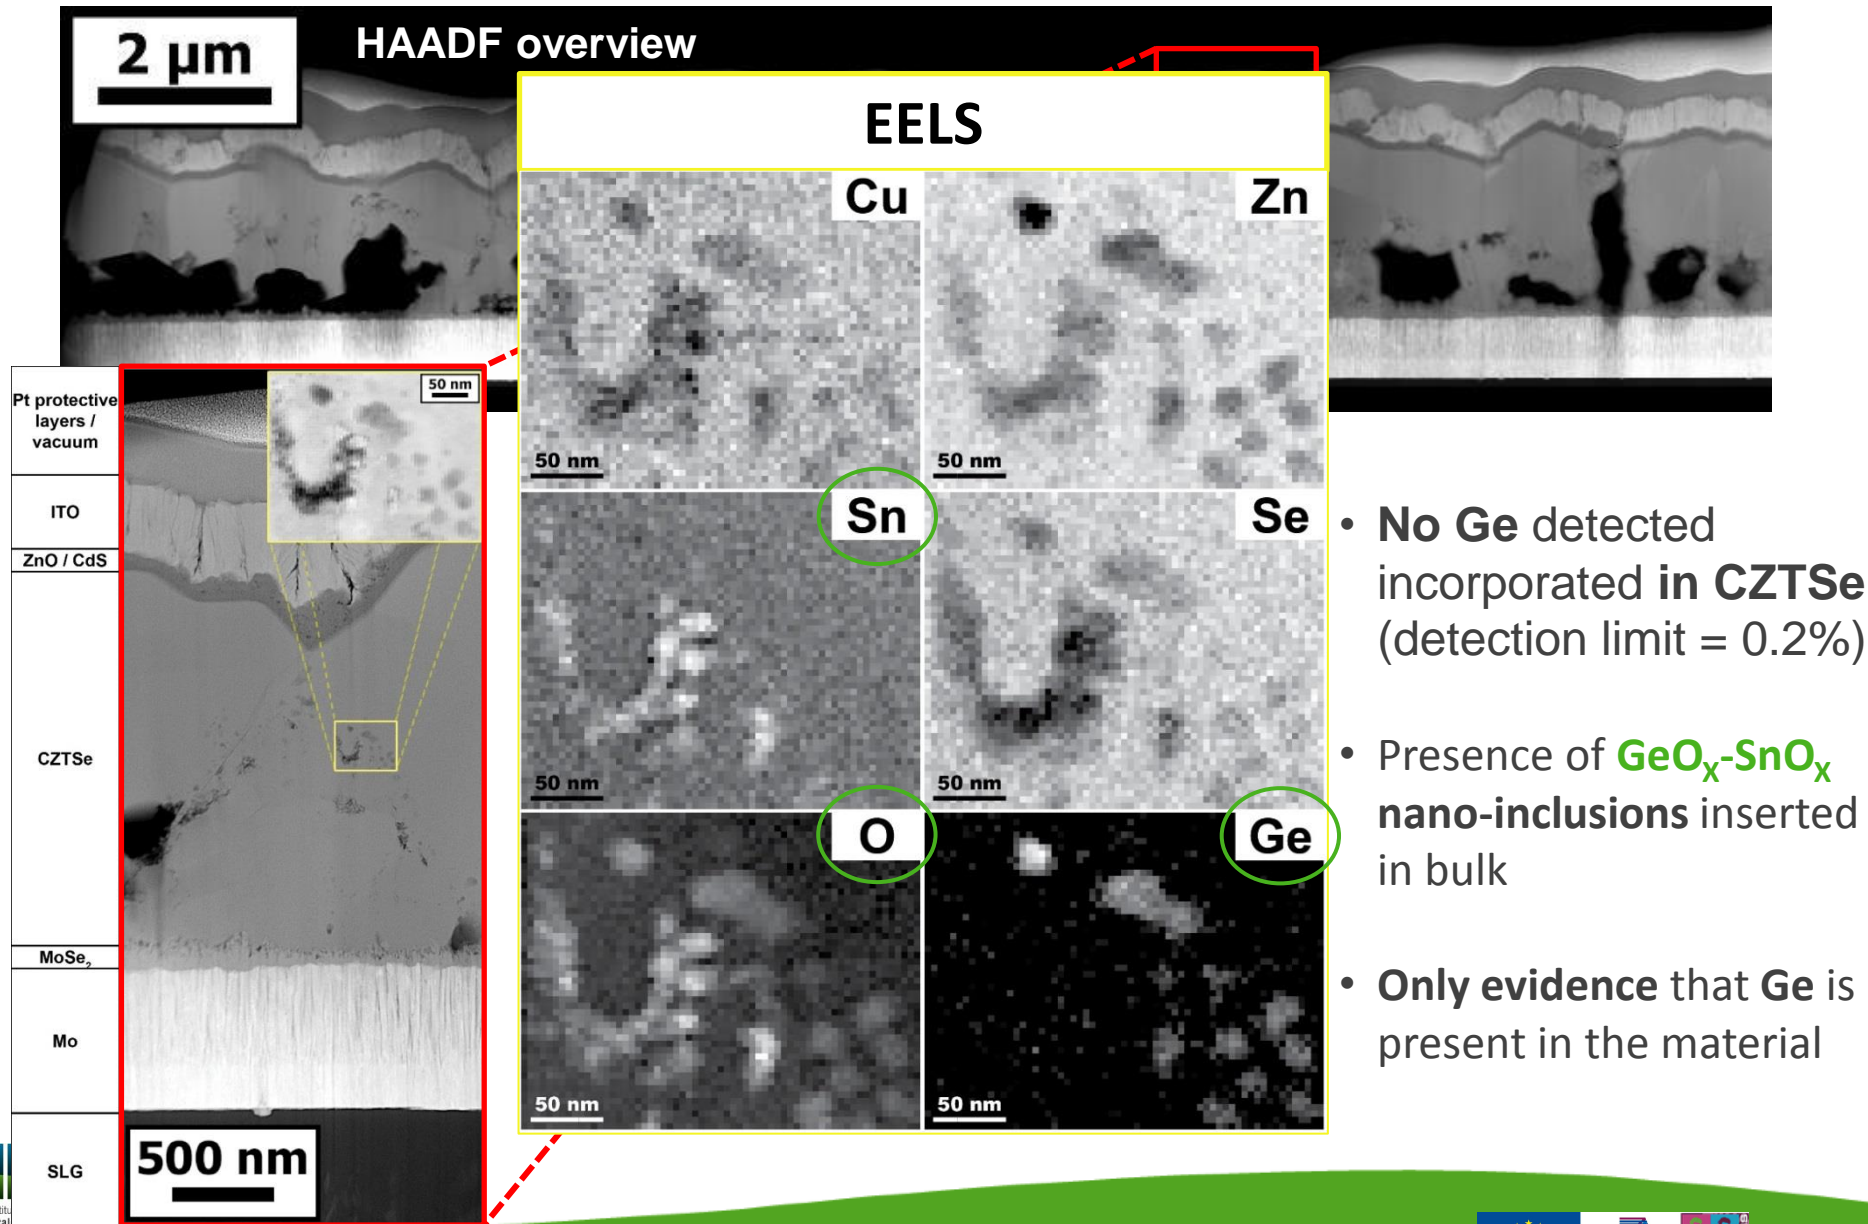 2 µm
HAADF overview
EELS
Cu
Zn
50 nm
50 nm
Sn
Se
50 nm
50 nm
O
Ge
50 nm
50 nm
Pt protective
layers /
vacuum
ITO
ZnO / CdS
CZTSe
MoSe₂
Mo
SLG
50 nm
500 nm
• No Ge detected
incorporated in CZTSe
(detection limit = 0.2%)
• Presence of GeOₓ-SnOₓ
nano-inclusions inserted
in bulk
• Only evidence that Ge is
present in the material